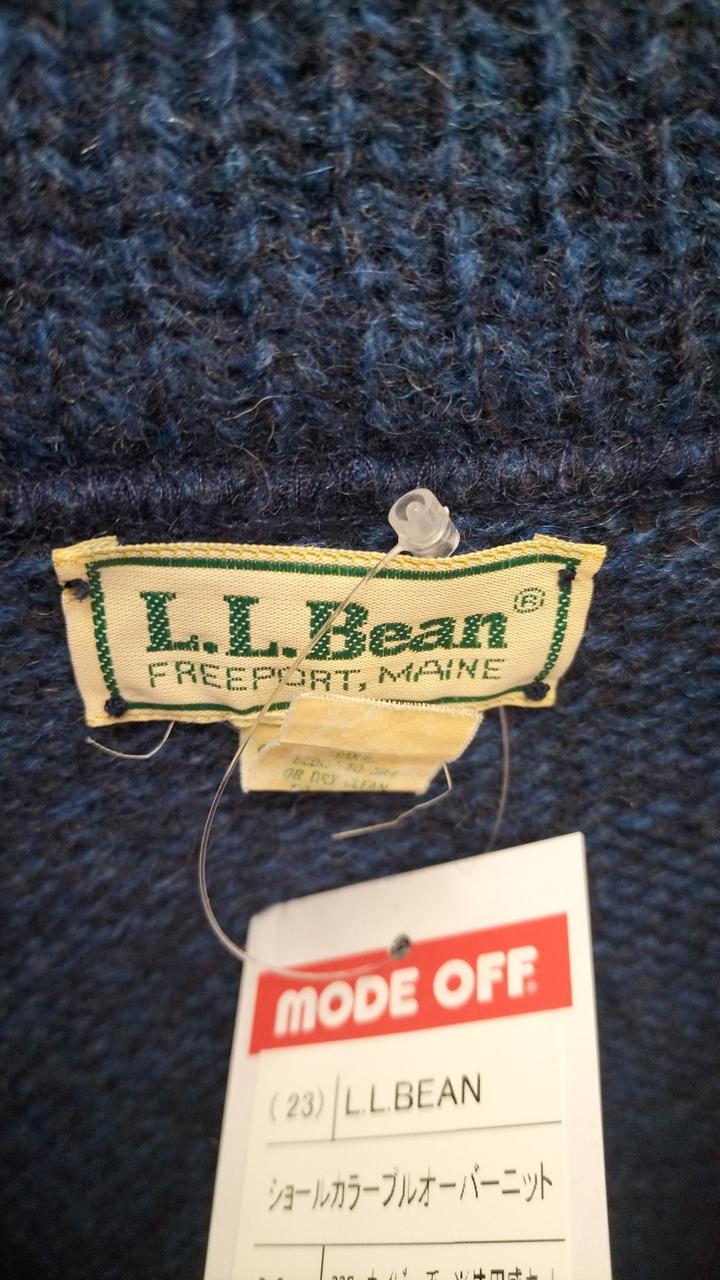 L.L.Bean®
FREEPORT, MAINE
OR DRY CLEAN
MODE OFF
(23) L.L.BEAN
ショールカラープルオーバーニット